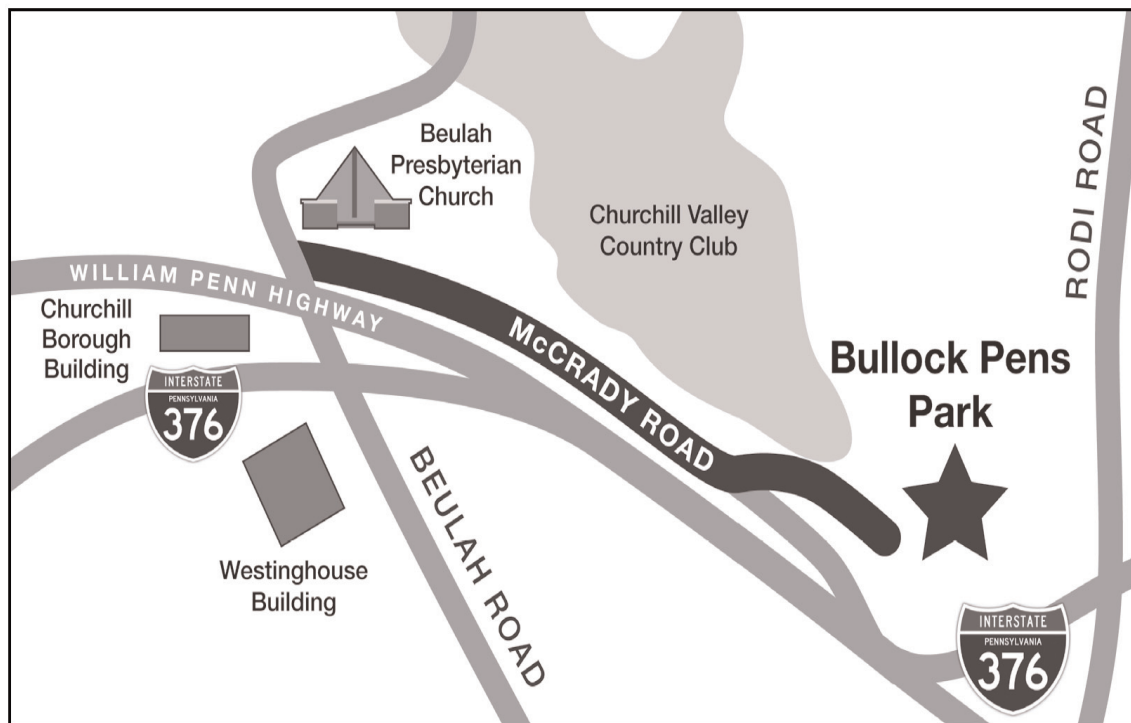 Beulah
Presbyterian
Church
Churchill Valley
Country Club
RODI ROAD
WILLIAM PENN HIGHWAY
Churchill
Borough
Building
INTERSTATE
PENNSYLVANIA
376
McCRADY ROAD
Bullock Pens
Park
BEULAH ROAD
Westinghouse
Building
INTERSTATE
PENNSYLVANIA
376